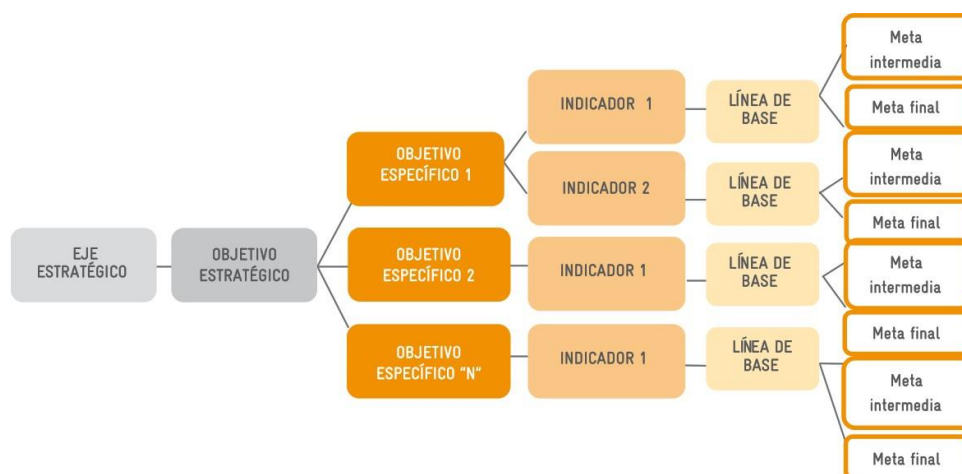 EJE
ESTRATÉGICO
OBJETIVO
ESTRATÉGICO
OBJETIVO
ESPECÍFICO 1
OBJETIVO
ESPECÍFICO 2
OBJETIVO
ESPECÍFICO "N"
INDICADOR 1
INDICADOR 2
INDICADOR 1
INDICADOR 1
LÍNEA DE
BASE
LÍNEA DE
BASE
LÍNEA DE
BASE
LÍNEA DE
BASE
Meta
intermedia
Meta final
Meta
intermedia
Meta final
Meta
intermedia
Meta final
Meta
intermedia
Meta final